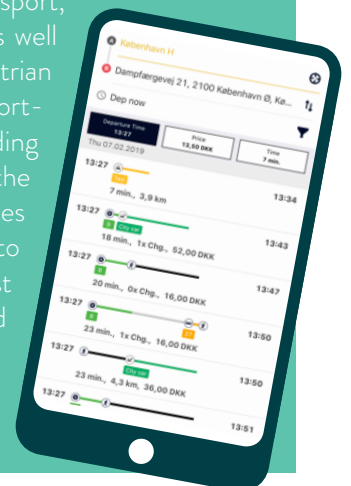 sport,
s well
trian
ort-
ding
the
es
to
st
d
København H
Dampfærgevej 21, 2100 København Ø, Kø...
Dep now
Departure Time
13:27
Price
13,50 DKK
Time
7 min.
Thu 07.02.2019
13:27
13:34
Taxi
7 min., 3,9 km
13:27
13:43
B City car
18 min., 1x Chg., 52,00 DKK
13:27
13:47
B
20 min., 0x Chg., 16,00 DKK
13:27
13:50
B 27
23 min., 1x Chg., 16,00 DKK
13:27
13:50
City car
23 min., 4,3 km, 36,00 DKK
13:27
13:51